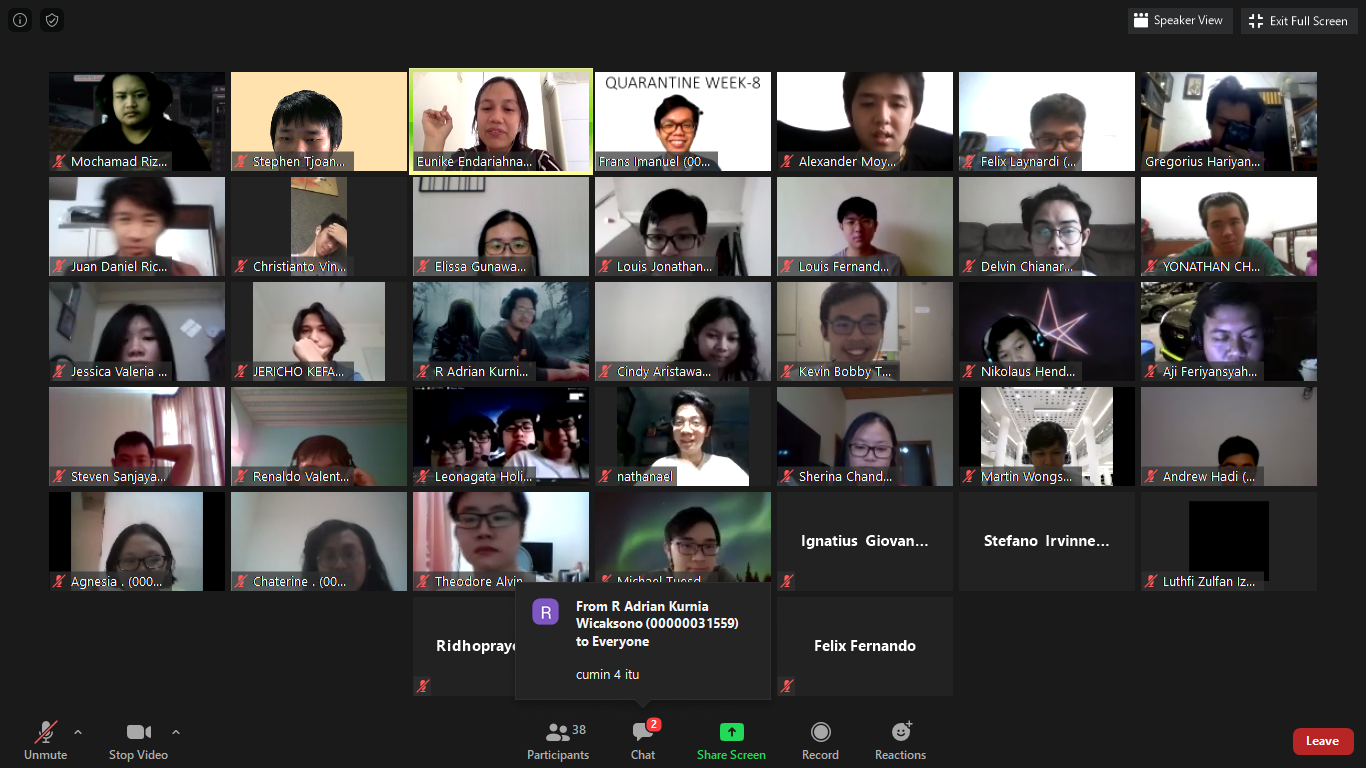 Speaker View
Exit Full Screen
QUARANTINE WEEK-8
Mochamad Riz...
Stephen Tjoan...
Eunike Endariahna...
Frans Imanuel (00...
Alexander Moy...
Felix Laynardi (...
Gregorius Hariyan...
Juan Daniel Ric...
Christianto Vin...
Elissa Gunawa...
Louis Jonathan...
Louis Fernand...
Delvin Chianar...
YONATHAN CH...
Jessica Valeria ...
JERICHO KEFA...
R Adrian Kurni...
Cindy Aristawa...
Kevin Bobby T...
Nikolaus Hend...
Aji Feriyansyah...
Steven Sanjaya...
Renaldo Valent...
Leonagata Holi...
nathanael
Sherina Chand...
Martin Wongs...
Andrew Hadi (...
Agnesia . (000...
Chaterine . (00...
Theodore Alvin
Michael Tuesd
Ignatius Giovan...
Stefano Irvinne...
Luthfi Zulfan Iz...
Ridhopray
Felix Fernando
R
From R Adrian Kurnia
Wicaksono (00000031559)
to Everyone
cumin 4 itu
Unmute
Stop Video
38
Participants
2
Chat
Share Screen
Record
Reactions
Leave